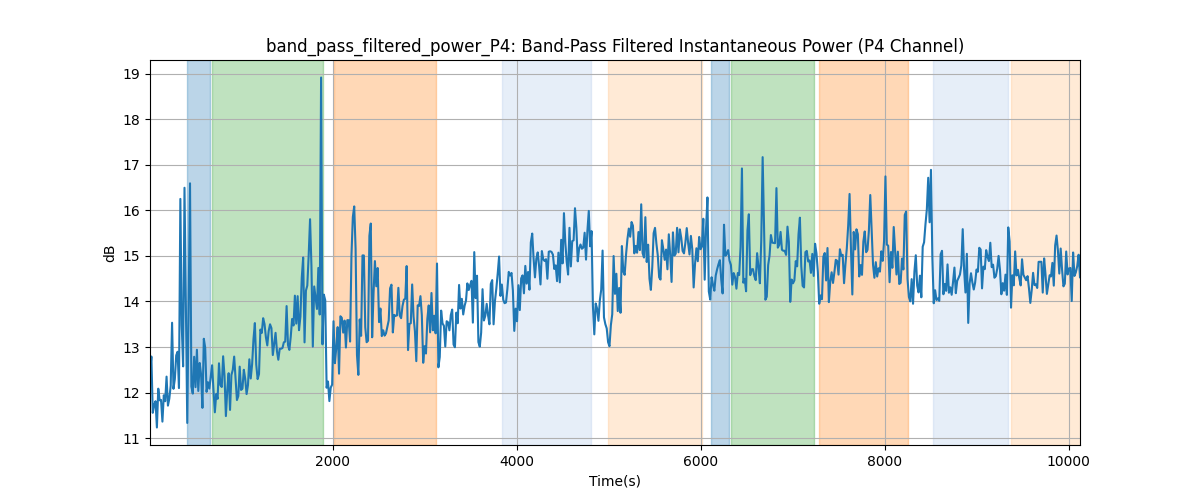 band_pass_filtered_power_P4: Band-Pass Filtered Instantaneous Power (P4 Channel)
19
18
17
16
15
14
13
12
11
dB
2000 4000 6000 8000 10000
Time(s)